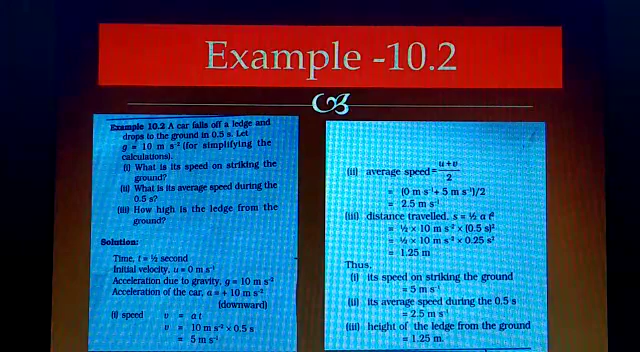 Example -10.2
Example 10.2 A car falls off a ledge and
drops to the ground in 0.5 s. Let
g = 10 m s⁻² (for simplifying the
calculations).
(i) What is its speed on striking the
ground?
(ii) What is its average speed during the
0.5 s?
(iii) How high is the ledge from the
ground?
Solution:
Time, t = ½ second
Initial velocity, u = 0 m s⁻¹
Acceleration due to gravity, g = 10 m s⁻²
Acceleration of the car, a = + 10 m s⁻²
(downward)
(i) speed v = a t
v = 10 m s⁻² × 0.5 s
= 5 m s⁻¹
(ii) average speed = u + v / 2
= (0 m s⁻¹ + 5 m s⁻¹)/2
= 2.5 m s⁻¹
(iii) distance travelled, s = ½ a t²
= ½ × 10 m s⁻² × (0.5 s)²
= ½ × 10 m s⁻² × 0.25 s²
= 1.25 m
Thus,
(i) its speed on striking the ground
= 5 m s⁻¹
(ii) its average speed during the 0.5 s
= 2.5 m s⁻¹
(iii) height of the ledge from the ground
= 1.25 m.